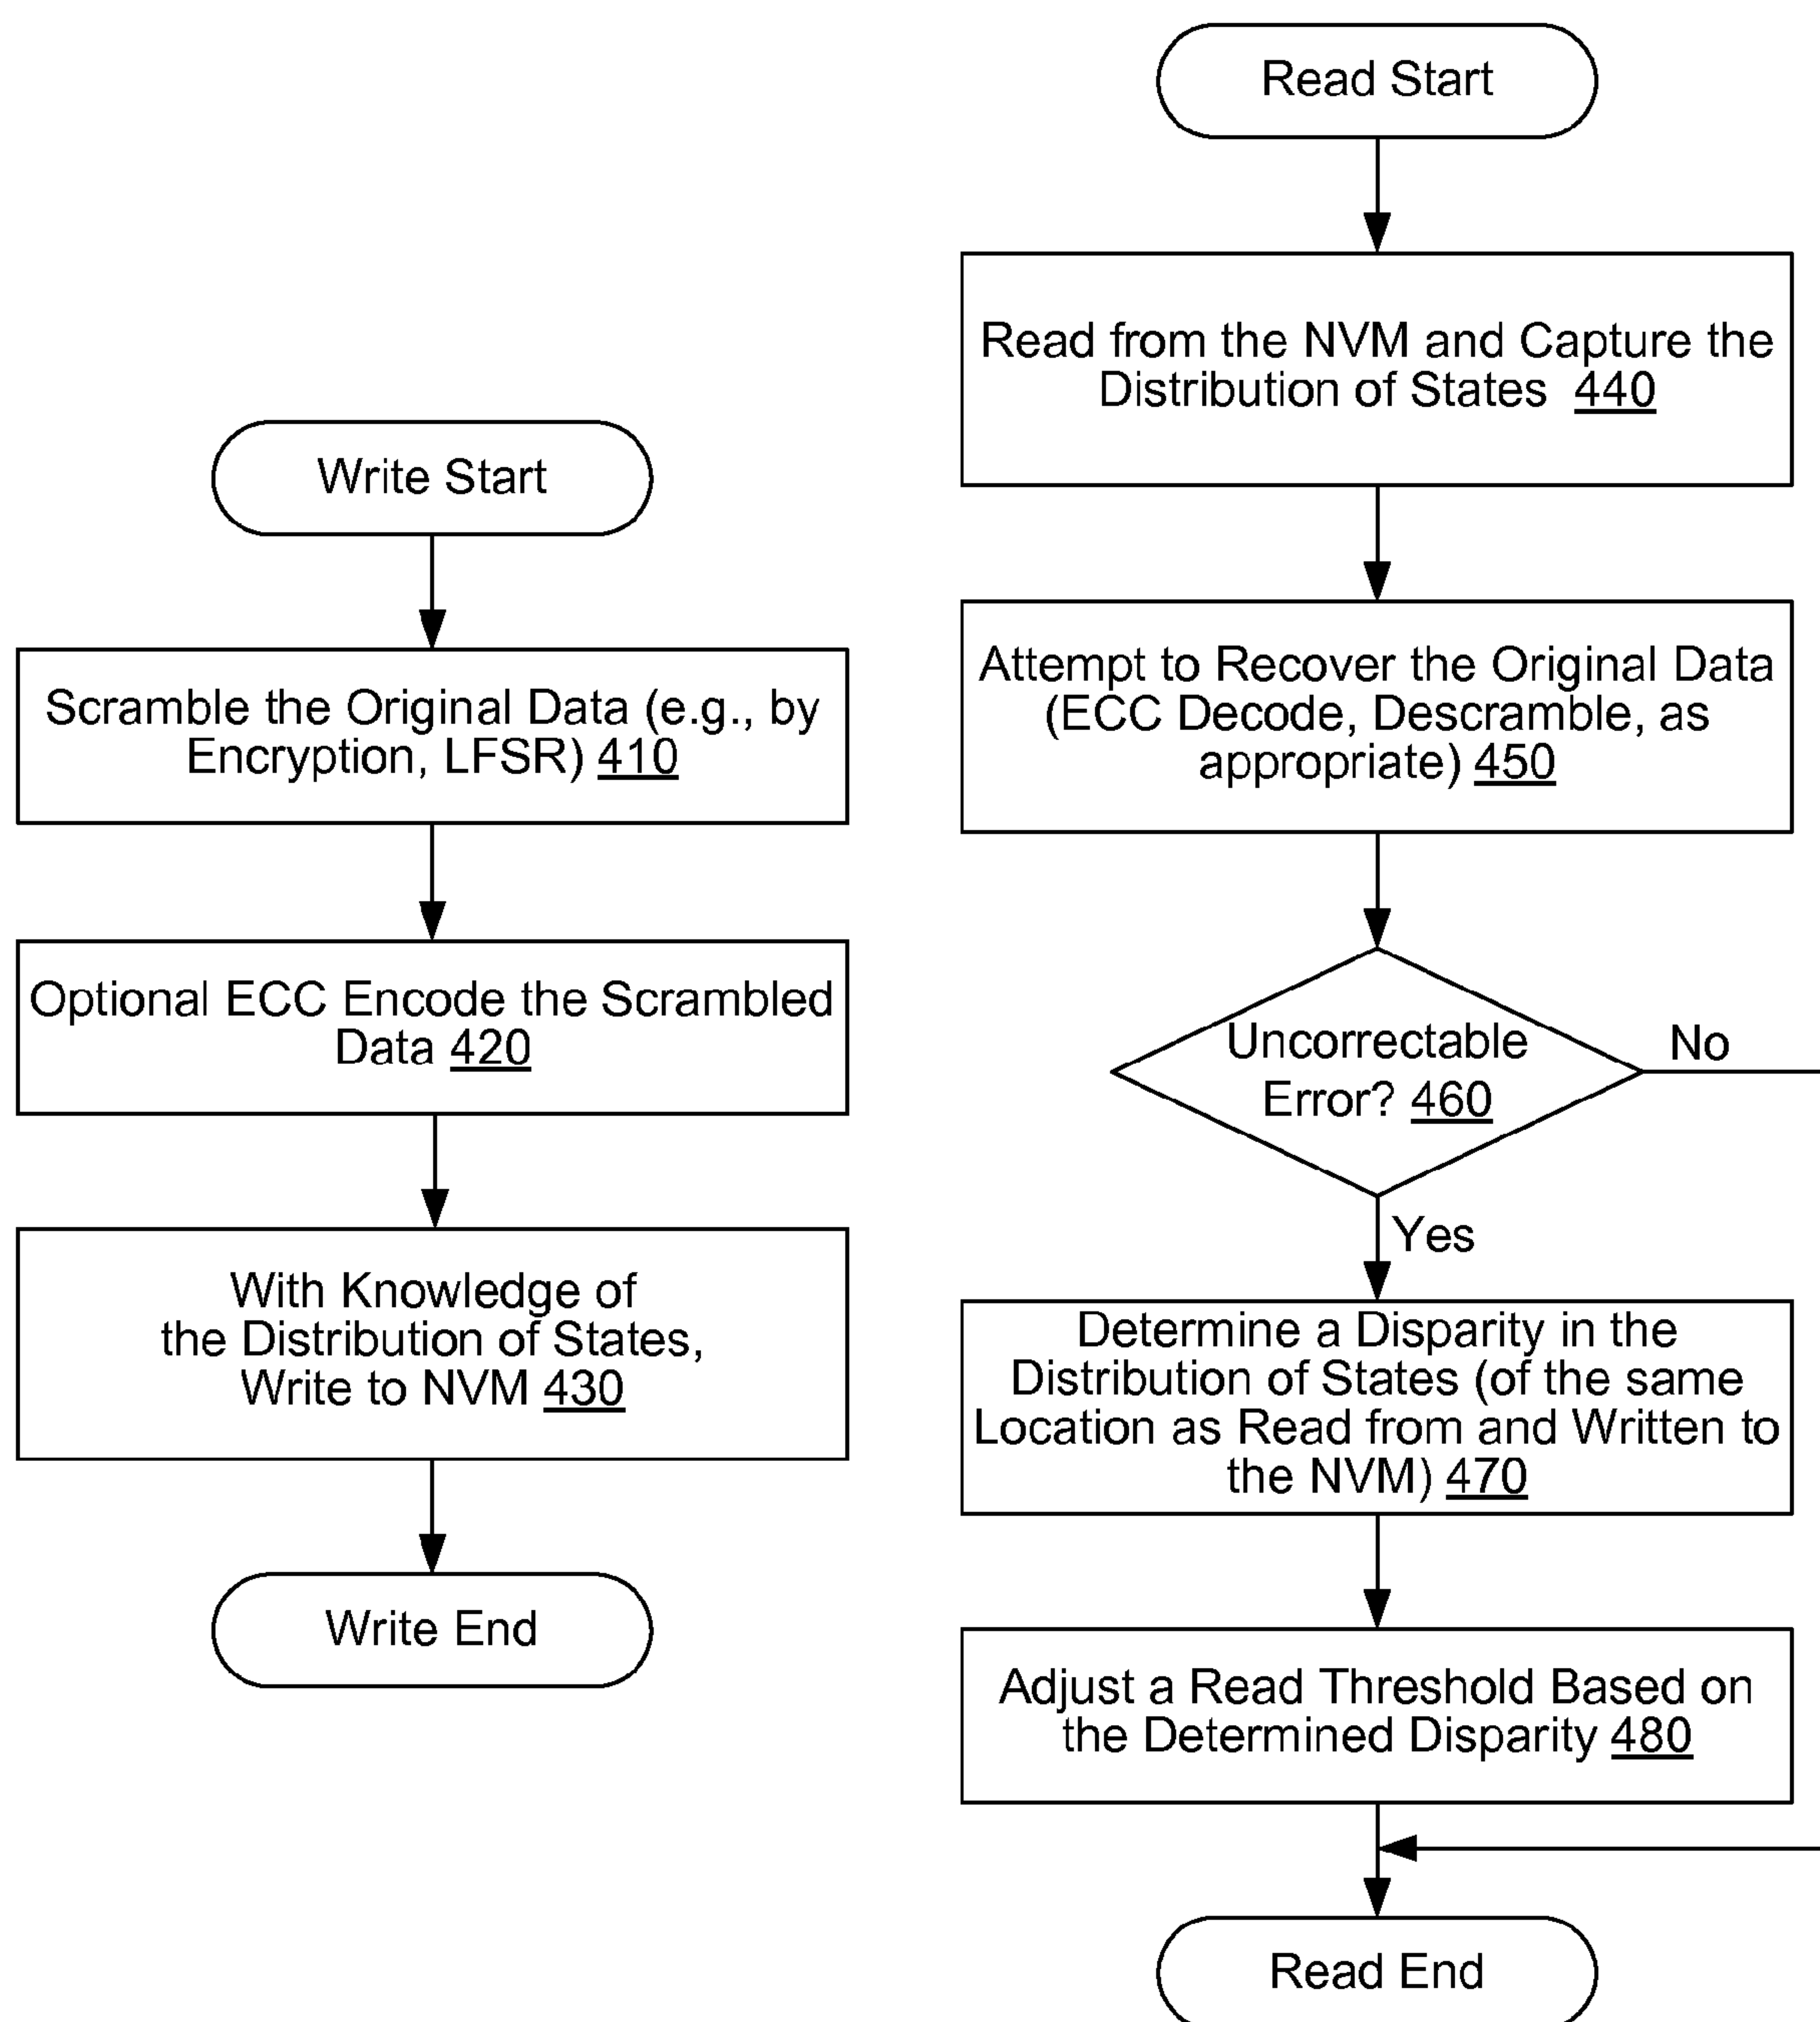 Write Start
Scramble the Original Data (e.g., by
Encryption, LFSR) 410
Optional ECC Encode the Scrambled
Data 420
With Knowledge of
the Distribution of States,
Write to NVM 430
Write End
Read Start
Read from the NVM and Capture the
Distribution of States 440
Attempt to Recover the Original Data
(ECC Decode, Descramble, as
appropriate) 450
Uncorrectable
Error? 460
No
Yes
Determine a Disparity in the
Distribution of States (of the same
Location as Read from and Written to
the NVM) 470
Adjust a Read Threshold Based on
the Determined Disparity 480
Read End